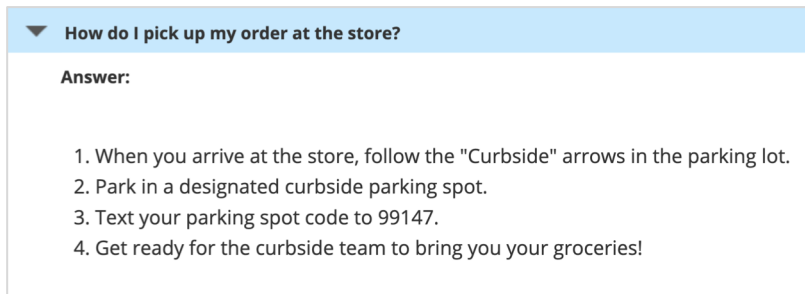 How do I pick up my order at the store?
Answer:
1. When you arrive at the store, follow the "Curbside" arrows in the parking lot.
2. Park in a designated curbside parking spot.
3. Text your parking spot code to 99147.
4. Get ready for the curbside team to bring you your groceries!